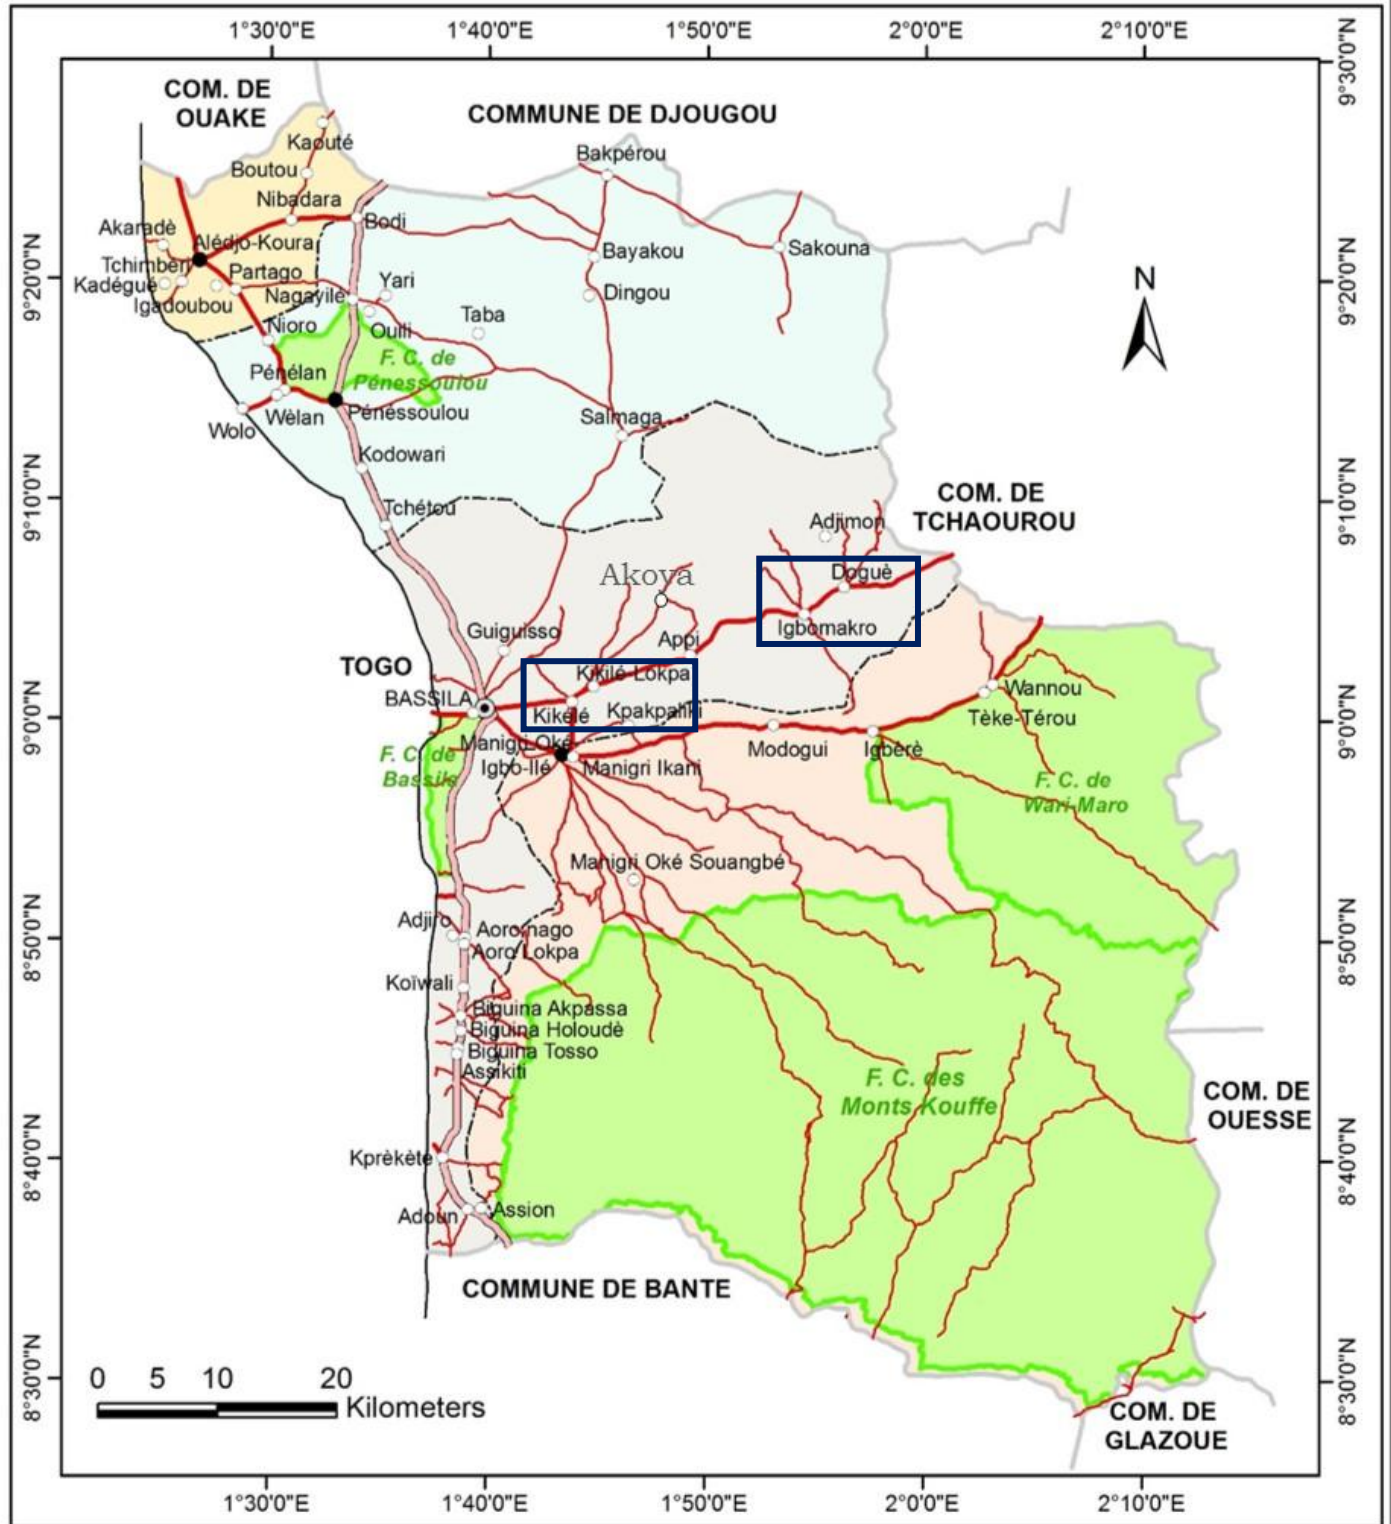 1°30'0"E
1°40'0"E
1°50'0"E
2°0'0"E
2°10'0"E
9°30'0"N
COM. DE
OUAKE
COMMUNE DE DJOUGOU
Kaouté
Bakpérou
Boutou
Nibadara
Bodi
Akaradè
Alédjo-Koura
Bayakou
Sakouna
Tchimbéri
Partago
Kadéguè
Nagayilé
Yari
Dingou
9°20'0"N
9°20'0"N
N
Igadoubou
Nioro
Oulli
Taba
F. C. de
Pénessoulou
Pénélan
Wèlan
Pénéssoulou
Wolo
Salmaga
Kodowari
Tchétou
9°10'0"N
9°10'0"N
COM. DE
TCHAOUROU
Adjimon
Akoya
Doguè
Igbomakro
Guiguisso
Appi
TOGO
Kikilé-Lokpa
BASSILA
Kikélé
Kpakpaliki
Wannou
Tèke-Térou
9°0'0"N
9°0'0"N
Manigri Oké
Igbo-Ilé
Manigri Ikani
Modogui
Igbèrè
F. C. de
Bassila
F. C. de
Wari-Maro
Manigri Oké Souangbé
Adjiro
Aoro nago
Aoro Lokpa
8°50'0"N
8°50'0"N
Koïwali
Biguina Akpassa
Biguina Holoudè
Biguina Tosso
Assikiti
F. C. des
Monts Kouffe
COM. DE
OUESSE
Kprèkète
8°40'0"N
8°40'0"N
Adoun
Assion
COMMUNE DE BANTE
0 5 10 20
Kilometers
8°30'0"N
8°30'0"N
COM. DE
GLAZOUE
1°30'0"E
1°40'0"E
1°50'0"E
2°0'0"E
2°10'0"E